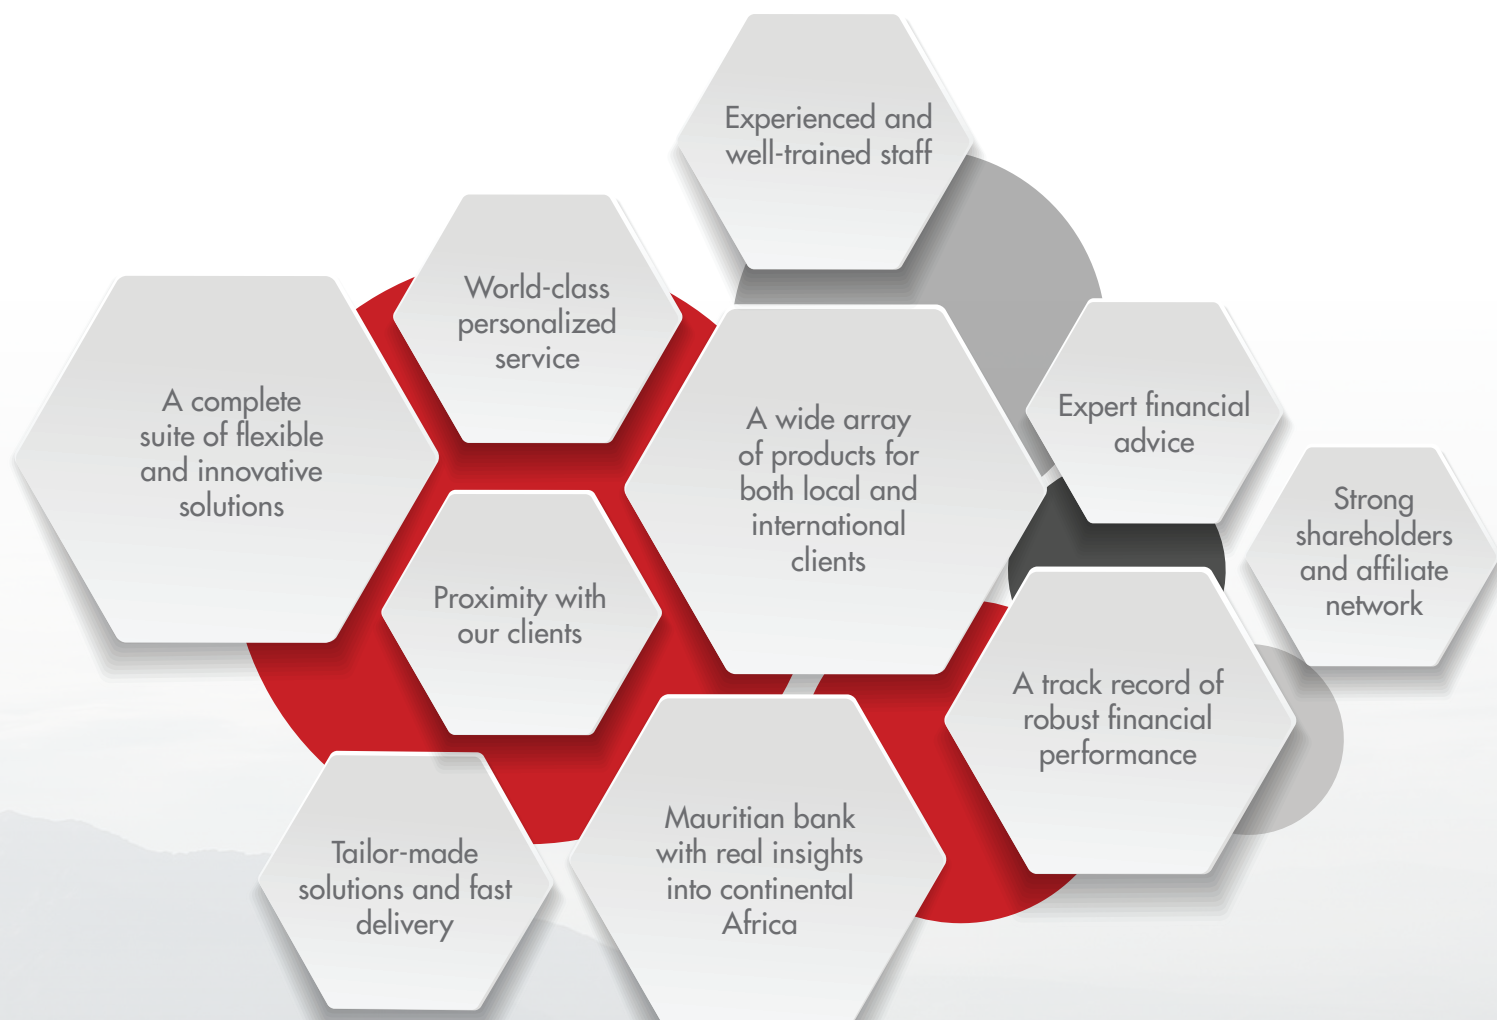 Experienced and
well-trained staff
World-class
personalized
service
A complete
suite of flexible
and innovative
solutions
A wide array
of products for
both local and
international
clients
Expert financial
advice
Strong
shareholders
and affiliate
network
Proximity with
our clients
A track record of
robust financial
performance
Tailor-made
solutions and fast
delivery
Mauritian bank
with real insights
into continental
Africa